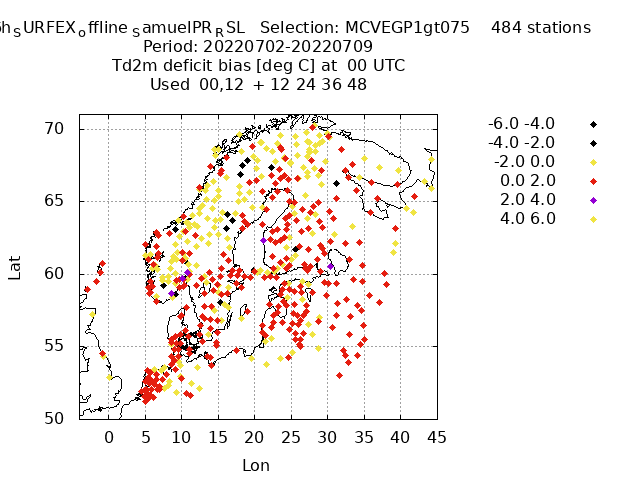 6h_SURFEX_offline_SamuelPR_RSL Selection: MCVEGP1gt075 484 stations
Period: 20220702-20220709
Td2m deficit bias [deg C] at 00 UTC
Used 00,12 + 12 24 36 48
-6.0 -4.0
-4.0 -2.0
-2.0 0.0
0.0 2.0
2.0 4.0
4.0 6.0
70
65
60
55
50
Lat
0 5 10 15 20 25 30 35 40 45
Lon